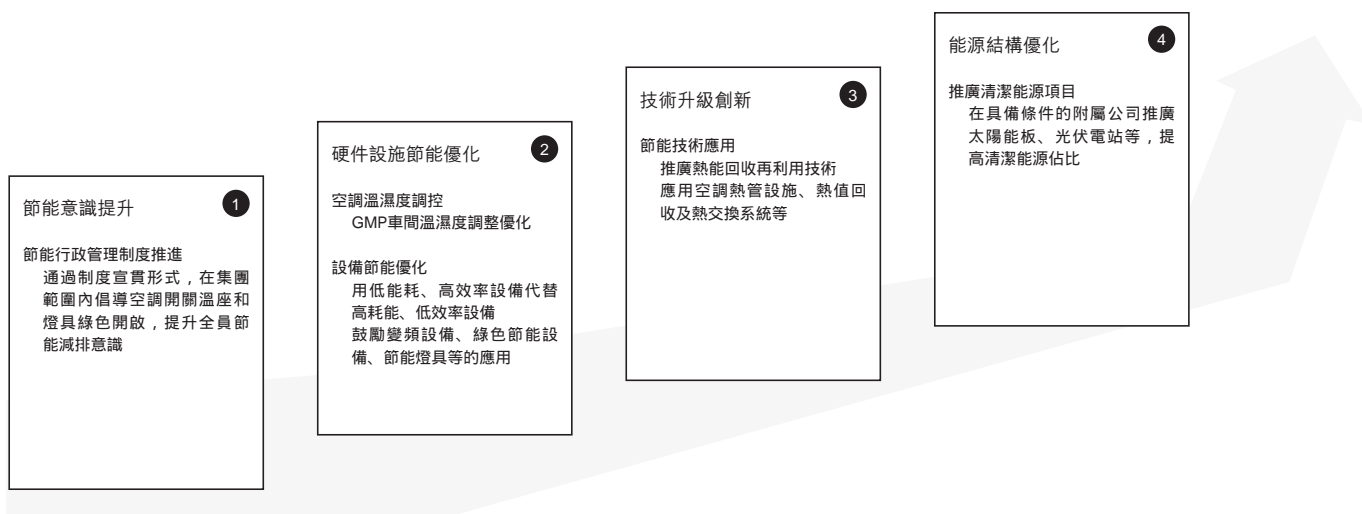 節能意識提升
1
節能行政管理制度推進
通過制度宣貫形式，在集團
範圍內倡導空調開關溫座和
燈具綠色開啟，提升全員節
能減排意識
硬件設施節能優化
2
空調溫濕度調控
GMP車間溫濕度調整優化
設備節能優化
用低能耗、高效率設備代替
高耗能、低效率設備
鼓勵變頻設備、綠色節能設
備、節能燈具等的應用
技術升級創新
3
節能技術應用
推廣熱能回收再利用技術
應用空調熱管設施、熱值回
收及熱交換系統等
能源結構優化
4
推廣清潔能源項目
在具備條件的附屬公司推廣
太陽能板、光伏電站等，提
高清潔能源佔比